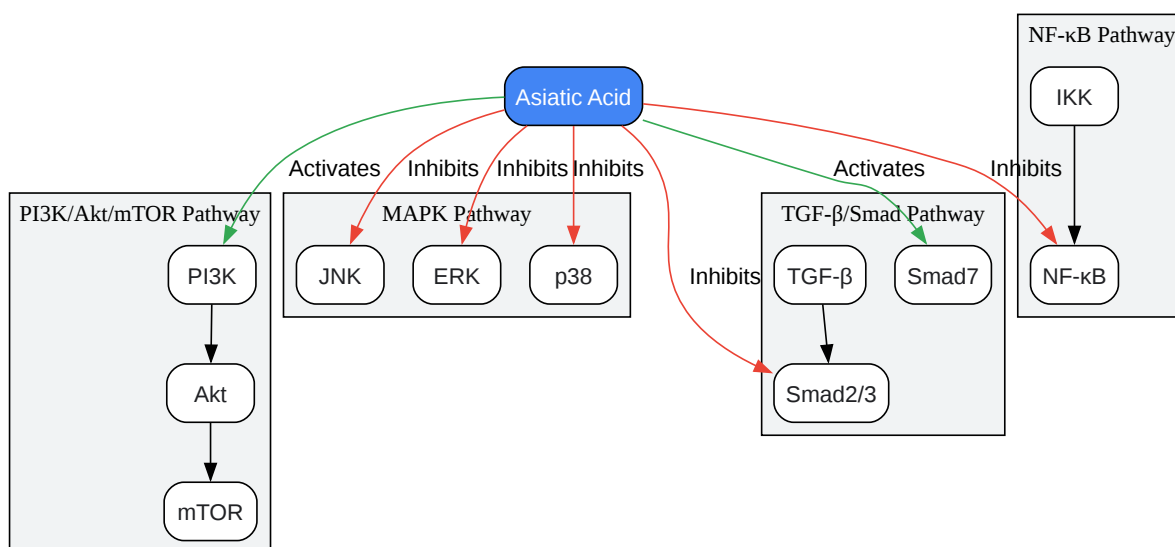 NF-κB Pathway
Asiatic Acid
IKK
Activates
Inhibits
Inhibits
Inhibits
Activates
Inhibits
PI3K/Akt/mTOR Pathway
MAPK Pathway
TGF-β/Smad Pathway
PI3K
JNK
ERK
p38
Inhibits
TGF-β
Smad7
NF-κB
Akt
Smad2/3
mTOR